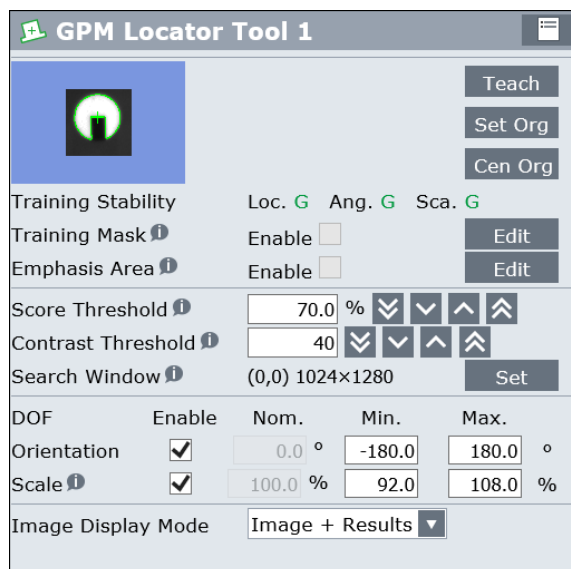 GPM Locator Tool 1
Teach
Set Org
Cen Org
Training Stability Loc. G Ang. G Sca. G
Training Mask Enable Edit
Emphasis Area Enable Edit
Score Threshold 70.0 %
Contrast Threshold 40
Search Window (0,0) 1024×1280 Set
DOF Enable Nom. Min. Max.
Orientation 0.0 ° -180.0 180.0 °
Scale 100.0 % 92.0 108.0 %
Image Display Mode Image + Results